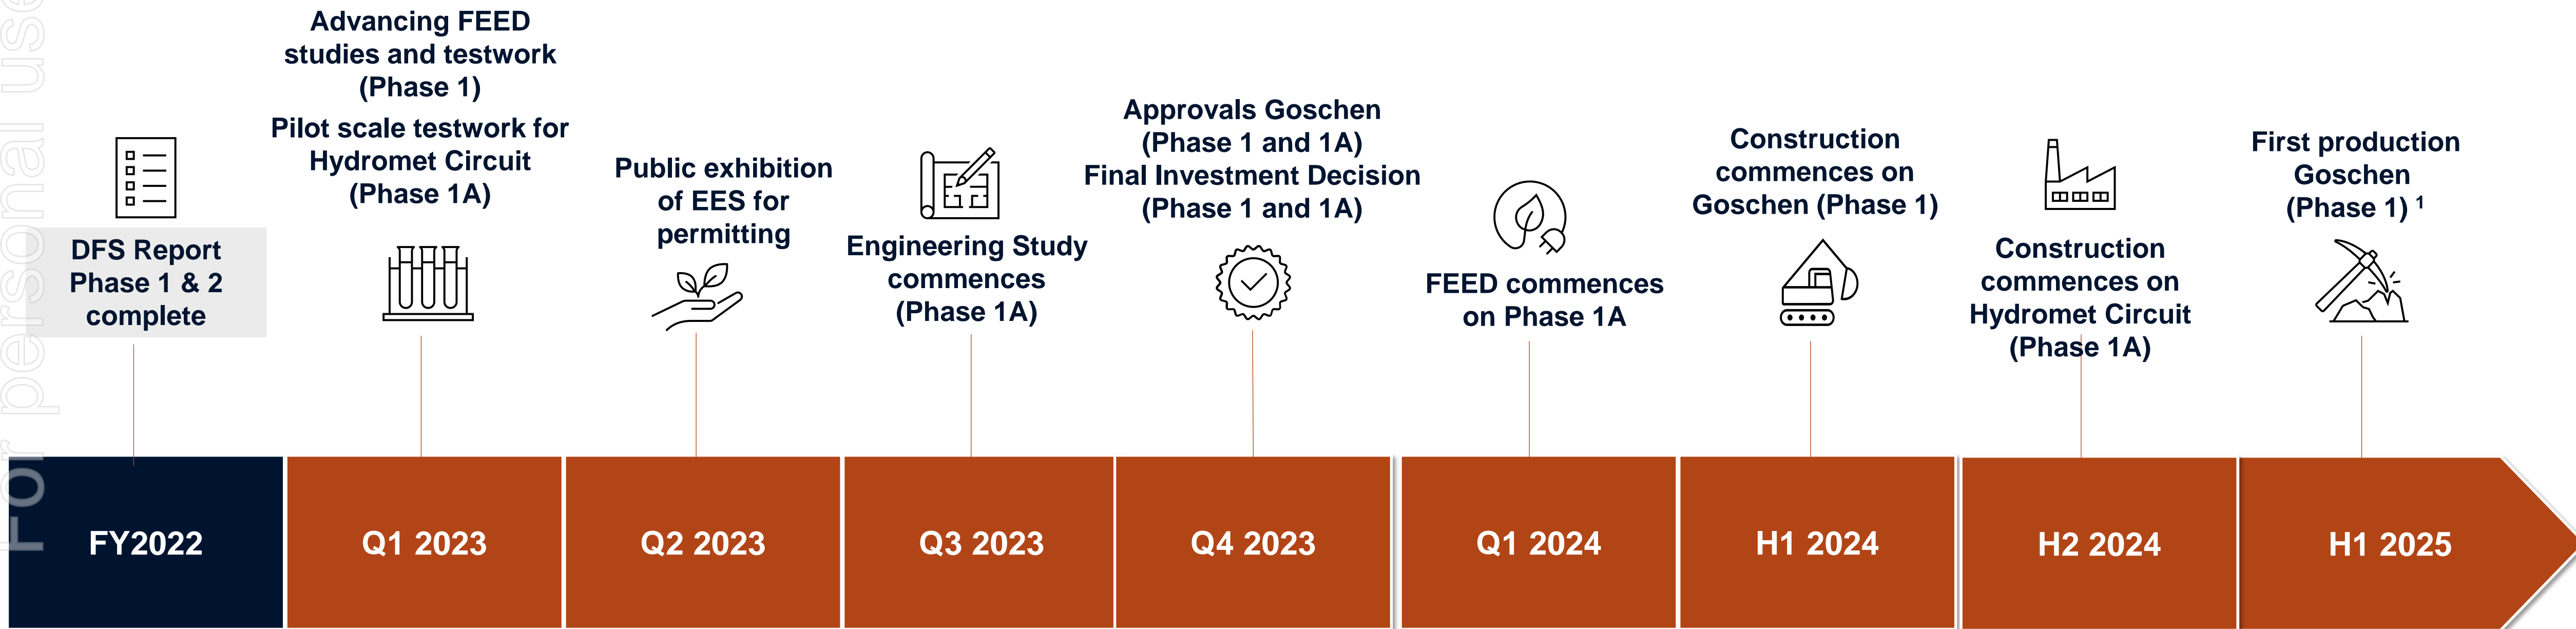 For personal use
DFS Report
Phase 1 & 2
complete
Advancing FEED
studies and testwork
(Phase 1)
Pilot scale testwork for
Hydromet Circuit
(Phase 1A)
Public exhibition
of EES for
permitting
Engineering Study
commences
(Phase 1A)
Approvals Goschen
(Phase 1 and 1A)
Final Investment Decision
(Phase 1 and 1A)
FEED commences
on Phase 1A
Construction
commences on
Goschen (Phase 1)
Construction
commences on
Hydromet Circuit
(Phase 1A)
First production
Goschen
(Phase 1) 1
FY2022
Q1 2023
Q2 2023
Q3 2023
Q4 2023
Q1 2024
H1 2024
H2 2024
H1 2025